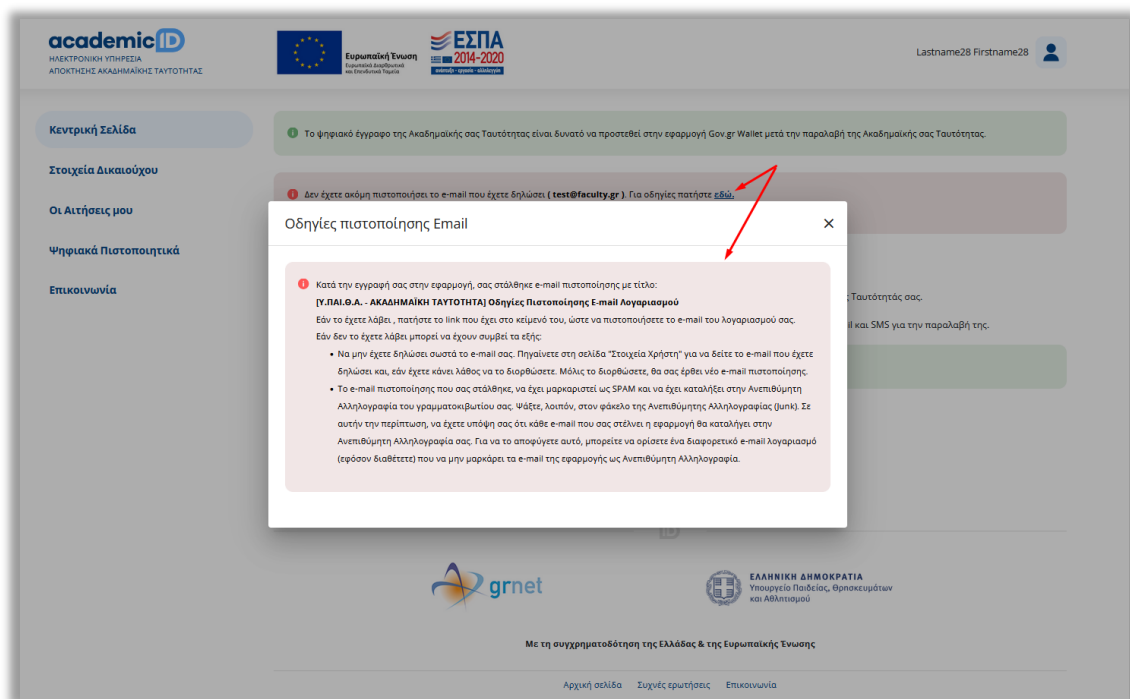 academicID
ΗΛΕΚΤΡΟΝΙΚΗ ΥΠΗΡΕΣΙΑ
ΑΠΟΚΤΗΣΗΣ ΑΚΑΔΗΜΑΪΚΗΣ ΤΑΥΤΟΤΗΤΑΣ
Ευρωπαϊκή Ένωση
Ευρωπαϊκά Διαρθρωτικά
και Επενδυτικά Ταμεία
ΕΣΠΑ
2014-2020
ανάπτυξη - εργασία - αλληλεγγύη
Lastname28 Firstname28
Κεντρική Σελίδα
Στοιχεία Δικαιούχου
Οι Αιτήσεις μου
Ψηφιακά Πιστοποιητικά
Επικοινωνία
Το ψηφιακό έγγραφο της Ακαδημαϊκής σας Ταυτότητας είναι δυνατό να προστεθεί στην εφαρμογή Gov.gr Wallet μετά την παραλαβή της Ακαδημαϊκής σας Ταυτότητας.
Δεν έχετε ακόμη πιστοποιήσει το e-mail που έχετε δηλώσει ( test@faculty.gr ). Για οδηγίες πατήστε εδώ.
Οδηγίες πιστοποίησης Email
Κατά την εγγραφή σας στην εφαρμογή, σας στάλθηκε e-mail πιστοποίησης με τίτλο:
[Υ.ΠΑΙ.Θ.Α. - ΑΚΑΔΗΜΑΪΚΗ ΤΑΥΤΟΤΗΤΑ] Οδηγίες Πιστοποίησης E-mail Λογαριασμού
Εάν το έχετε λάβει , πατήστε το link που έχει στο κείμενό του, ώστε να πιστοποιήσετε το e-mail του λογαριασμού σας.
Εάν δεν το έχετε λάβει μπορεί να έχουν συμβεί τα εξής:
• Να μην έχετε δηλώσει σωστά το e-mail σας. Πηγαίνετε στη σελίδα "Στοιχεία Χρήστη" για να δείτε το e-mail που έχετε
δηλώσει και, εάν έχετε κάνει λάθος να το διορθώσετε. Μόλις το διορθώσετε, θα σας έρθει νέο e-mail πιστοποίησης.
• Το e-mail πιστοποίησης που σας στάλθηκε, να έχει μαρκαριστεί ως SPAM και να έχει καταλήξει στην Ανεπιθύμητη
Αλληλογραφία του γραμματοκιβωτίου σας. Ψάξτε, λοιπόν, στον φάκελο της Ανεπιθύμητης Αλληλογραφίας (Junk). Σε
αυτήν την περίπτωση, να έχετε υπόψη σας ότι κάθε e-mail που σας στέλνει η εφαρμογή θα καταλήγει στην
Ανεπιθύμητη Αλληλογραφία σας. Για να το αποφύγετε αυτό, μπορείτε να ορίσετε ένα διαφορετικό e-mail λογαριασμό
(εφόσον διαθέτετε) που να μην μαρκάρει τα e-mail της εφαρμογής ως Ανεπιθύμητη Αλληλογραφία.
Ταυτότητάς σας.
il και SMS για την παραλαβή της.
grnet
ΕΛΛΗΝΙΚΗ ΔΗΜΟΚΡΑΤΙΑ
Υπουργείο Παιδείας, Θρησκευμάτων
και Αθλητισμού
Με τη συγχρηματοδότηση της Ελλάδας & της Ευρωπαϊκής Ένωσης
Αρχική σελίδα Συχνές ερωτήσεις Επικοινωνία